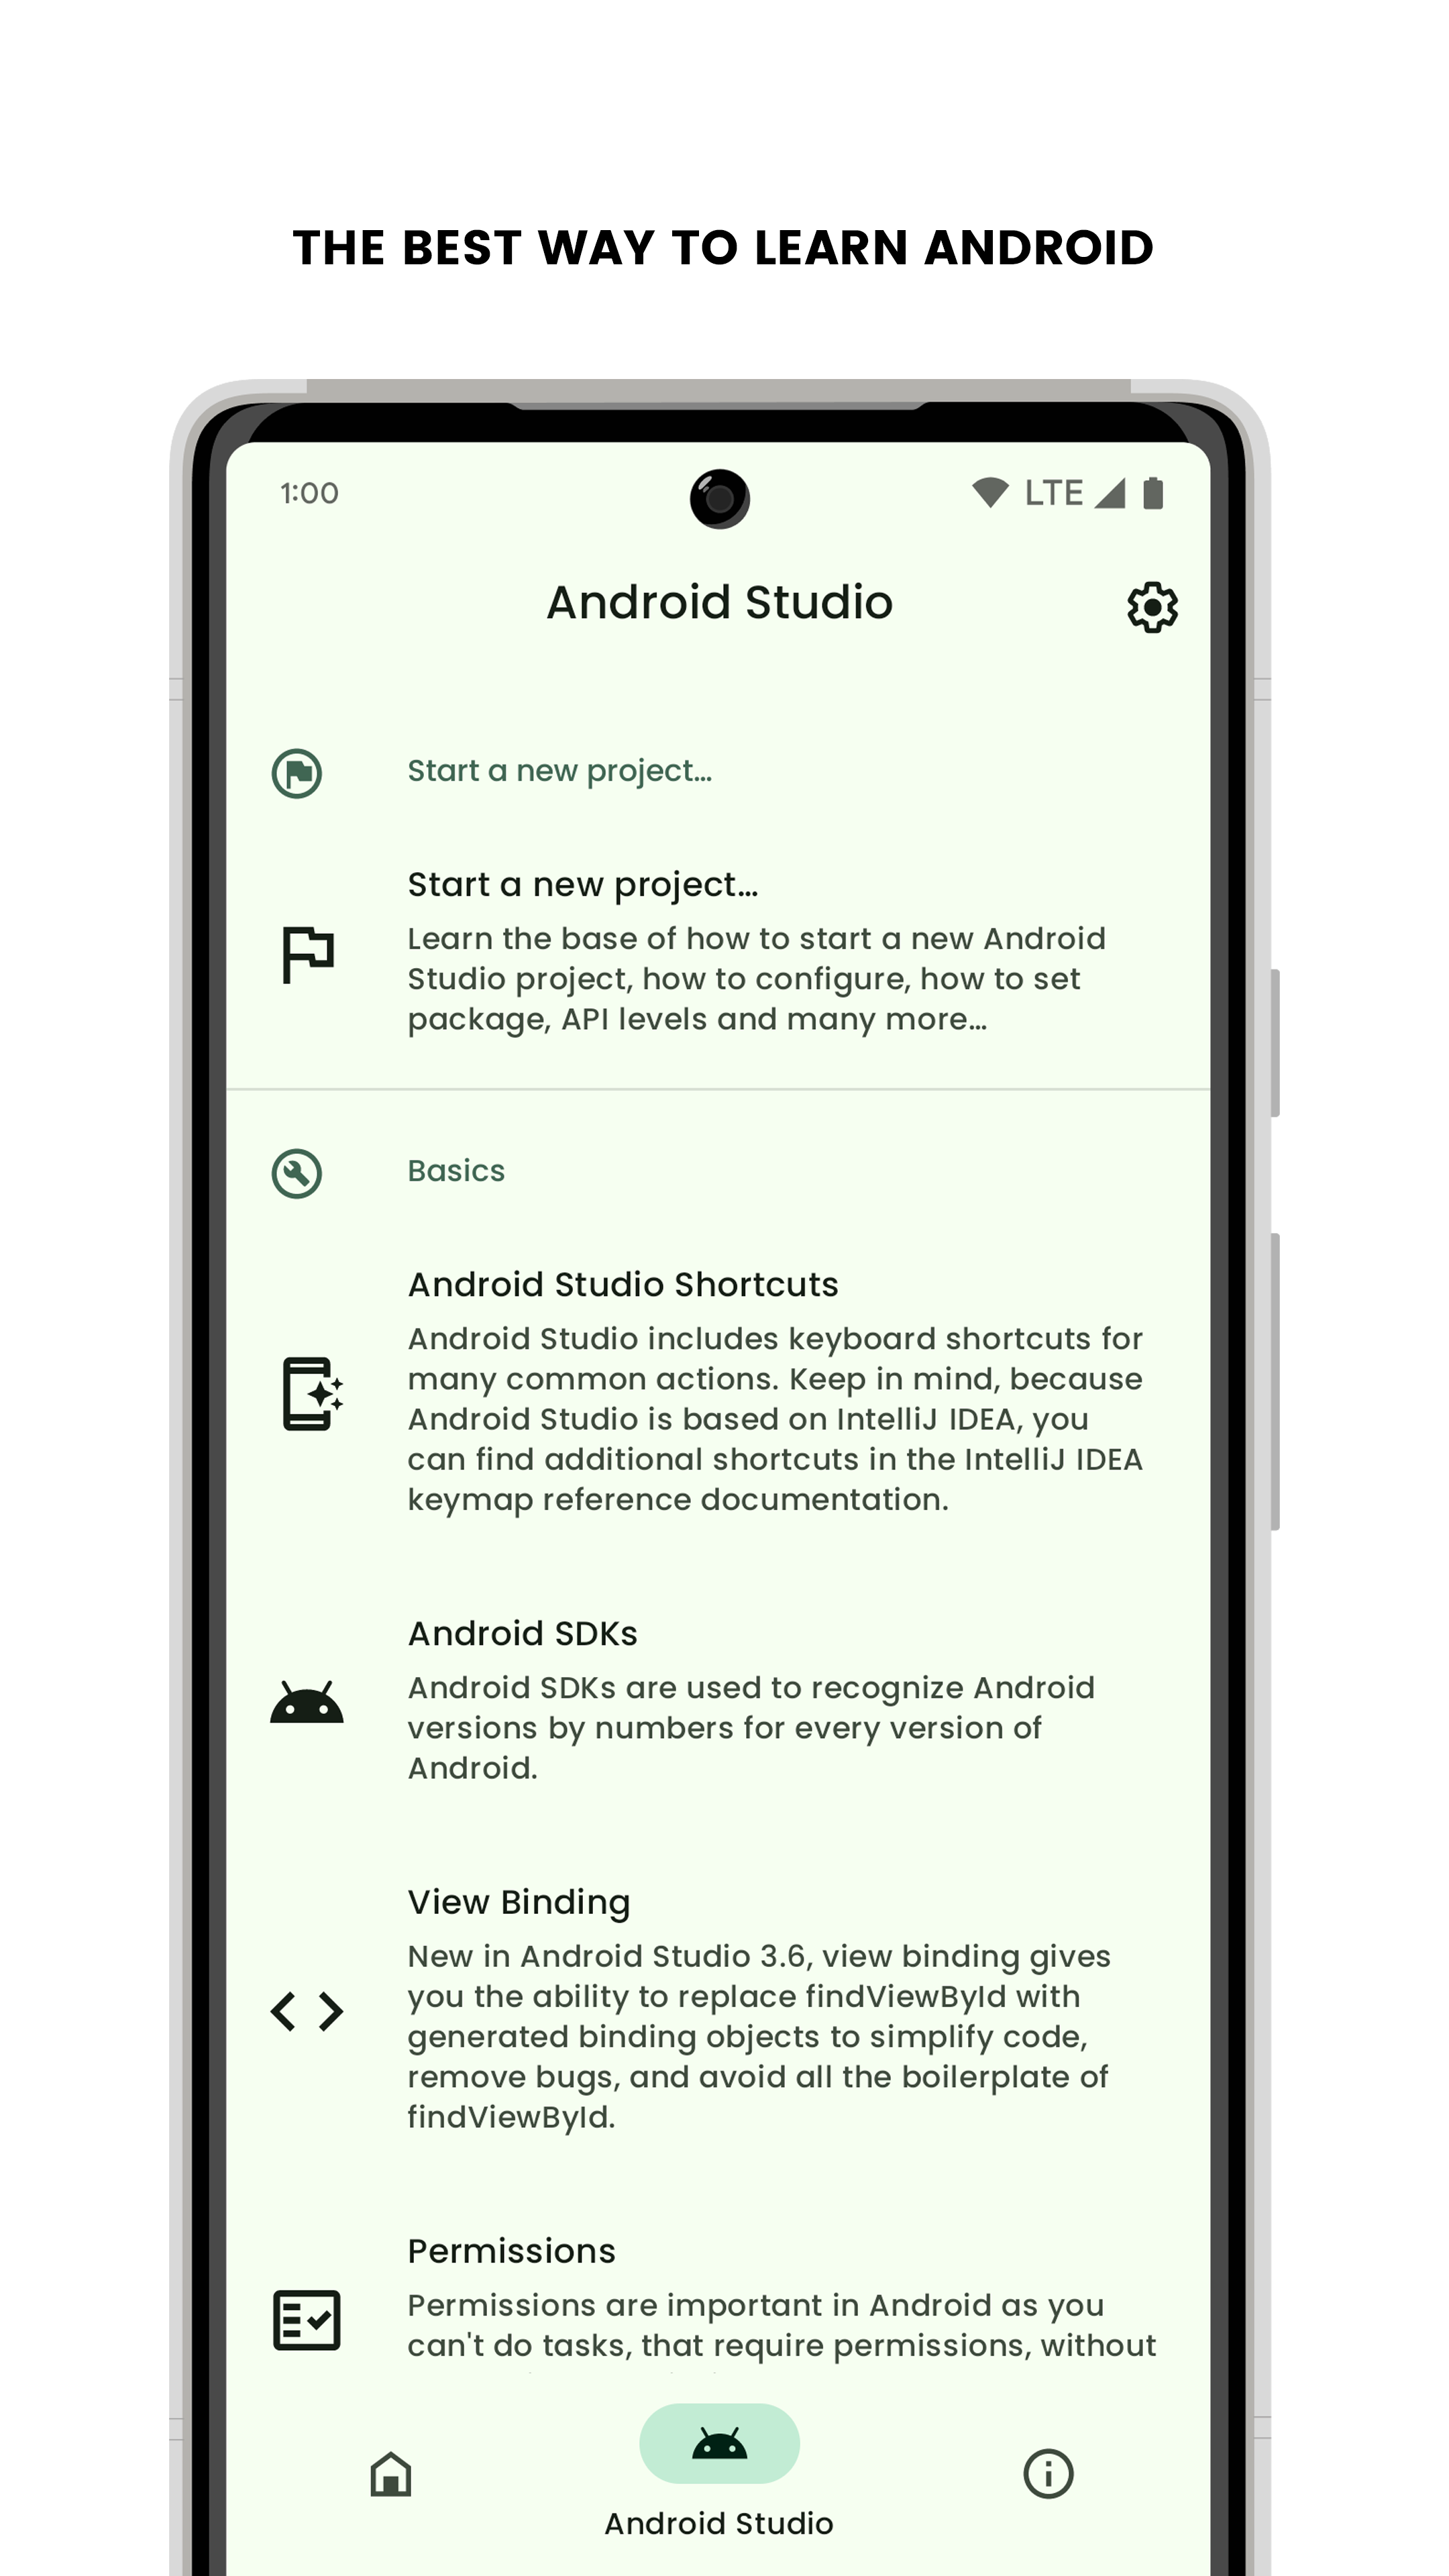 THE BEST WAY TO LEARN ANDROID
1:00
LTE
Android Studio
Start a new project...
Start a new project...
Learn the base of how to start a new Android
Studio project, how to configure, how to set
package, API levels and many more...
Basics
Android Studio Shortcuts
Android Studio includes keyboard shortcuts for
many common actions. Keep in mind, because
Android Studio is based on IntelliJ IDEA, you
can find additional shortcuts in the IntelliJ IDEA
keymap reference documentation.
Android SDKs
Android SDKs are used to recognize Android
versions by numbers for every version of
Android.
View Binding
New in Android Studio 3.6, view binding gives
you the ability to replace findViewById with
generated binding objects to simplify code,
remove bugs, and avoid all the boilerplate of
findViewById.
Permissions
Permissions are important in Android as you
can't do tasks, that require permissions, without
Android Studio